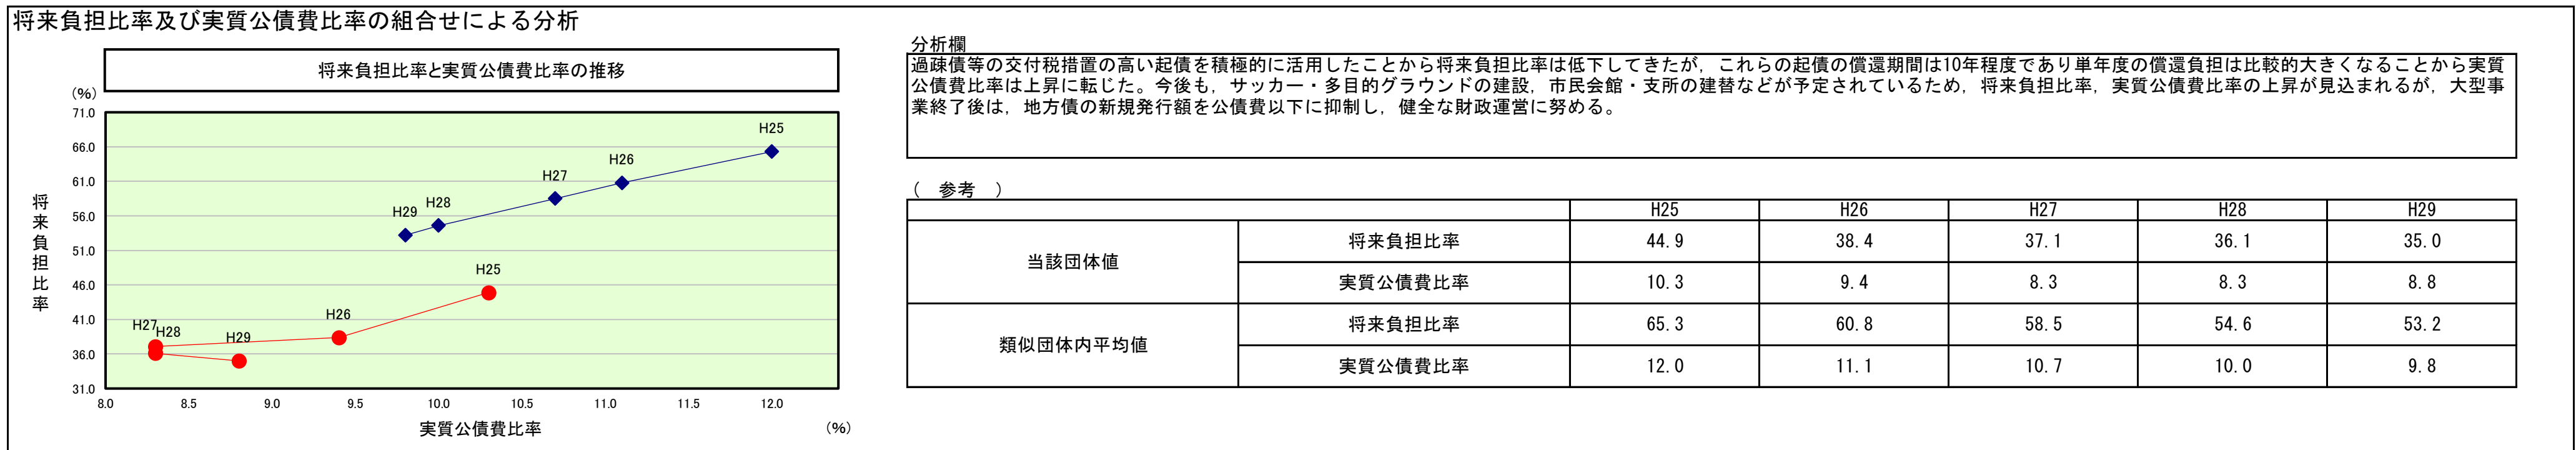 将来負担比率及び実質公債費比率の組合せによる分析
将来負担比率と実質公債費比率の推移
(%)
71.0
66.0
61.0
56.0
51.0
46.0
41.0
36.0
31.0
将来負担比率
H25
H26
H27
H28
H29
H25
H26
H27
H28
H29
8.0 8.5 9.0 9.5 10.0 10.5 11.0 11.5 12.0
実質公債費比率
(%)
分析欄
過疎債等の交付税措置の高い起債を積極的に活用したことから将来負担比率は低下してきたが，これらの起債の償還期間は10年程度であり単年度の償還負担は比較的大きくなることから実質
公債費比率は上昇に転じた。今後も，サッカー・多目的グラウンドの建設，市民会館・支所の建替などが予定されているため，将来負担比率，実質公債費比率の上昇が見込まれるが，大型事
業終了後は，地方債の新規発行額を公債費以下に抑制し，健全な財政運営に努める。
（　参考　）
H25 H26 H27 H28 H29
当該団体値
将来負担比率 44.9 38.4 37.1 36.1 35.0
実質公債費比率 10.3 9.4 8.3 8.3 8.8
類似団体内平均値
将来負担比率 65.3 60.8 58.5 54.6 53.2
実質公債費比率 12.0 11.1 10.7 10.0 9.8